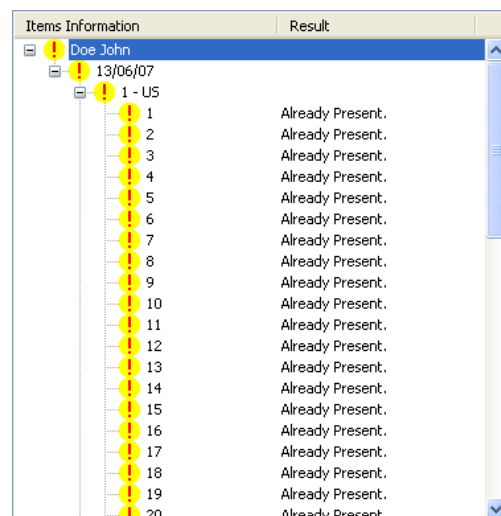 Items Information Result
Doe John
13/06/07
1 - US
1 Already Present.
2 Already Present.
3 Already Present.
4 Already Present.
5 Already Present.
6 Already Present.
7 Already Present.
8 Already Present.
9 Already Present.
10 Already Present.
11 Already Present.
12 Already Present.
13 Already Present.
14 Already Present.
15 Already Present.
16 Already Present.
17 Already Present.
18 Already Present.
19 Already Present.
20 Already Present.